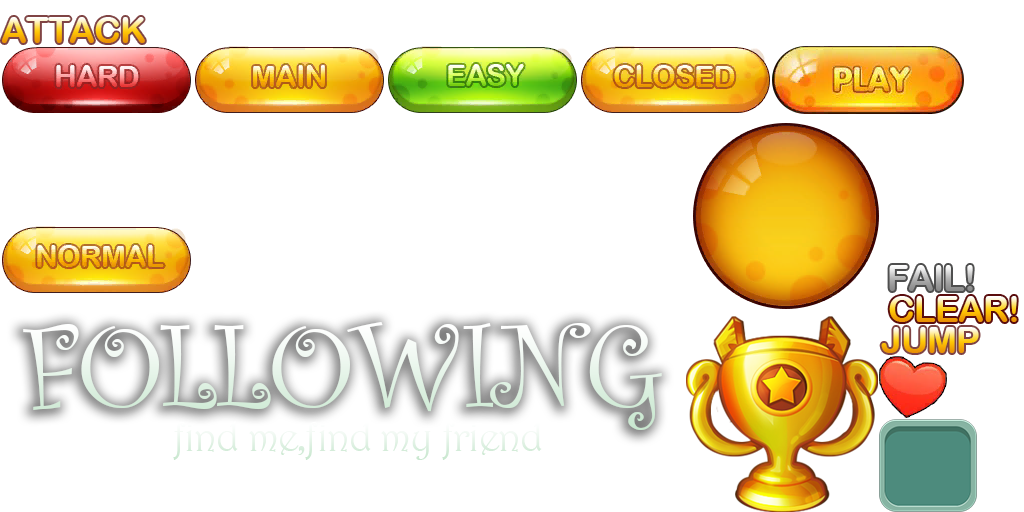 ATTACK
HARD
MAIN
EASY
CLOSED
PLAY
NORMAL
FAIL!
CLEAR!
JUMP
FOLLOWING
find me,find my friend